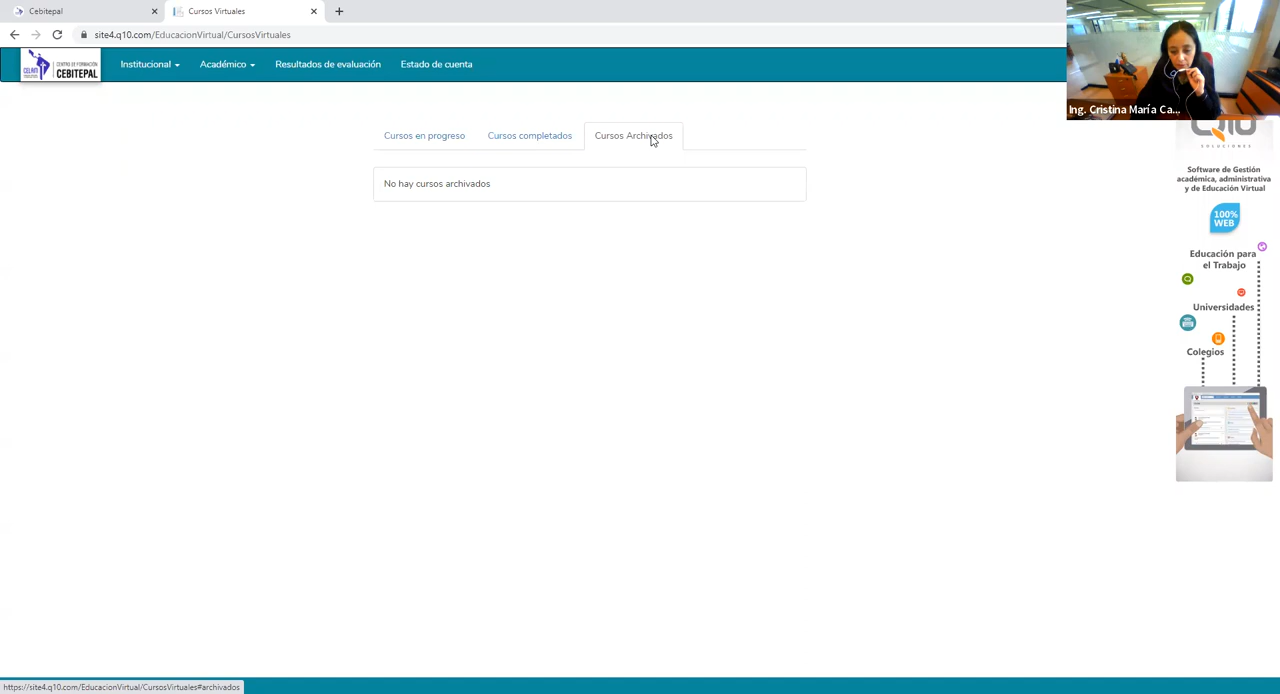 Cebitepal
Cursos Virtuales
site4.q10.com/EducacionVirtual/CursosVirtuales
CELAM
CENTRO DE FORMACIÓN
CEBITEPAL
Institucional
Académico
Resultados de evaluación
Estado de cuenta
Ing. Cristina María Ca...
Cursos en progreso
Cursos completados
Cursos Archivados
No hay cursos archivados
Q10
SOLUCIONES
Software de Gestión
académica, administrativa
y de Educación Virtual
100%
WEB
Educación para
el Trabajo
Universidades
Colegios
https://site4.q10.com/EducacionVirtual/CursosVirtuales#archivados